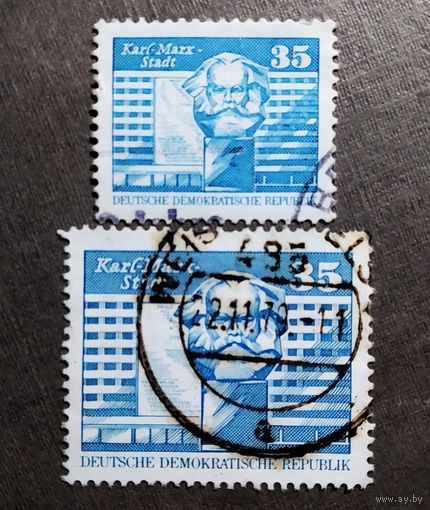 Karl-Marx-
Stadt
35
DEUTSCHE DEMOKRATISCHE REPUBLIK
Karl-Marx-
Stadt
35
22.11.79-11
a
DEUTSCHE DEMOKRATISCHE REPUBLIK
www.ay.by